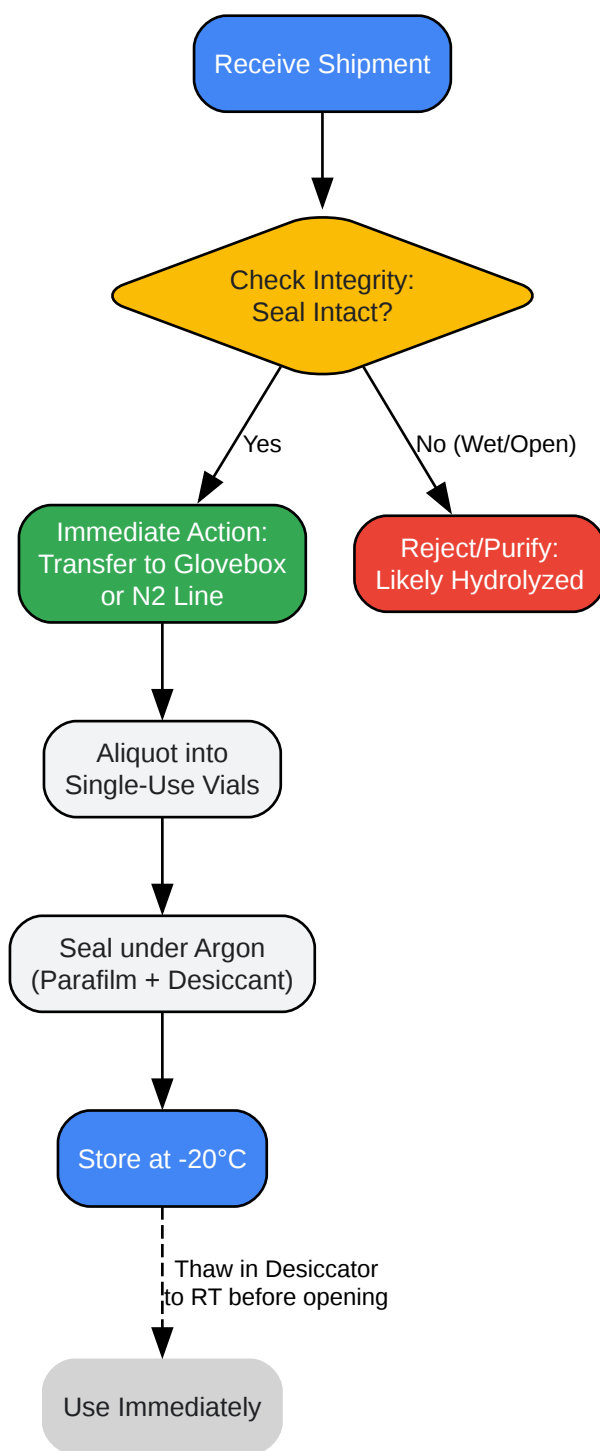 Receive Shipment
Check Integrity:
Seal Intact?
Yes
No (Wet/Open)
Immediate Action:
Transfer to Glovebox
or N2 Line
Reject/Purify:
Likely Hydrolyzed
Aliquot into
Single-Use Vials
Seal under Argon
(Parafilm + Desiccant)
Store at -20°C
Thaw in Desiccator
to RT before opening
Use Immediately